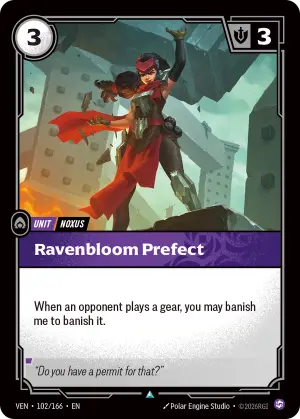 3
3
UNIT NOXUS
Ravenbloom Prefect
When an opponent plays a gear, you may banish
me to banish it.
"Do you have a permit for that?"
VEN • 102/166 • EN
Polar Engine Studio • ©2026RGI